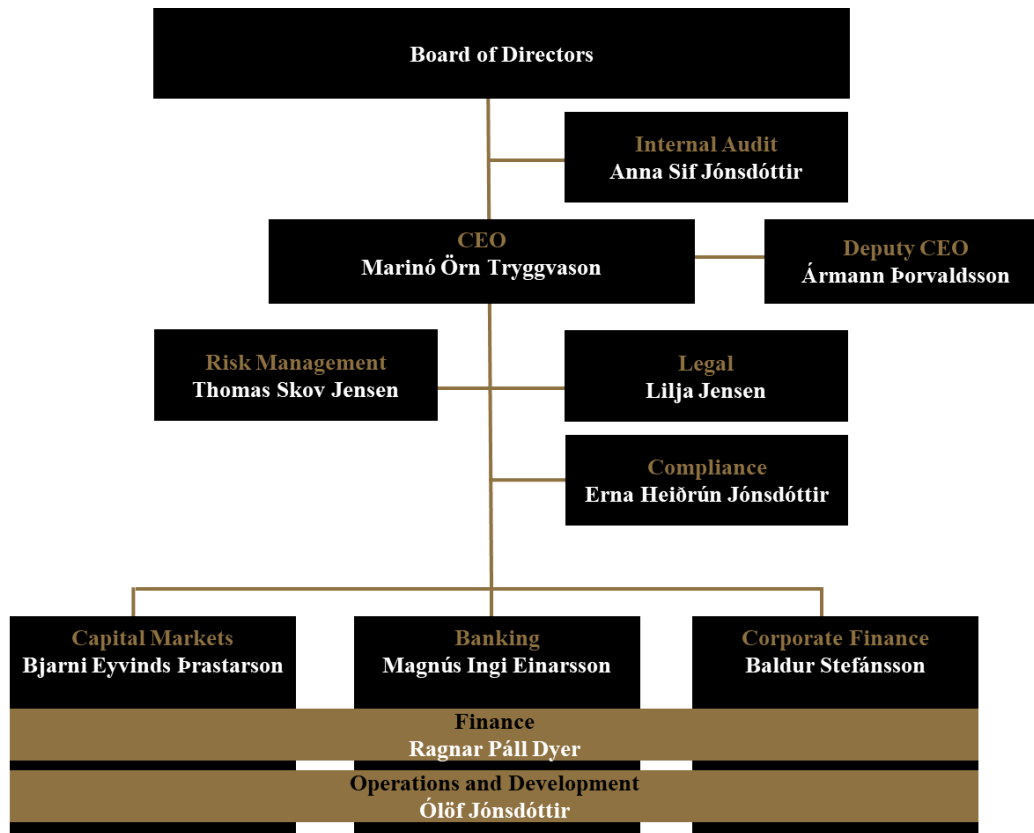 Board of Directors
Internal Audit
Anna Sif Jónsdóttir
CEO
Marinó Örn Tryggvason
Deputy CEO
Ármann Þorvaldsson
Risk Management
Thomas Skov Jensen
Legal
Lilja Jensen
Compliance
Erna Heiðrún Jónsdóttir
Capital Markets
Bjarni Eyvinds Þrastarson
Banking
Magnús Ingi Einarsson
Corporate Finance
Baldur Stefánsson
Finance
Ragnar Páll Dyer
Operations and Development
Ólöf Jónsdóttir